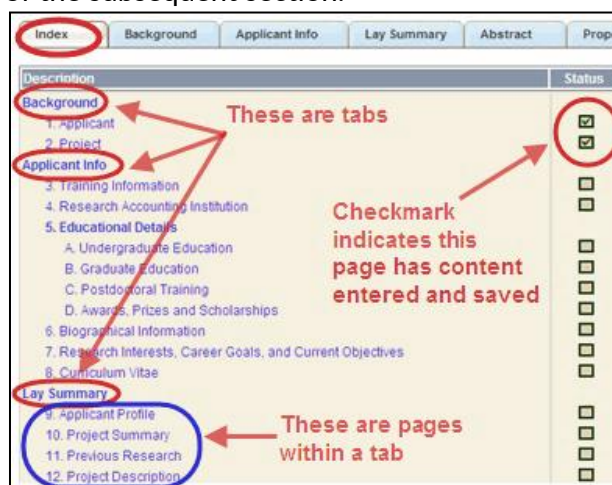 of the subsequent section.
Index Background Applicant Info Lay Summary Abstract Prop
Description Status
Background
These are tabs
1. Applicant
2. Project
Applicant Info
3. Training Information
4. Research Accounting Institution
Checkmark
5. Educational Details
indicates this
A. Undergraduate Education
page has content
B. Graduate Education
entered and saved
C. Postdoctoral Training
D. Awards, Prizes and Scholarships
6. Biographical Information
7. Research Interests, Career Goals, and Current Objectives
8. Curriculum Vitae
Lay Summary
9. Applicant Profile
These are pages
10. Project Summary
within a tab
11. Previous Research
12. Project Description